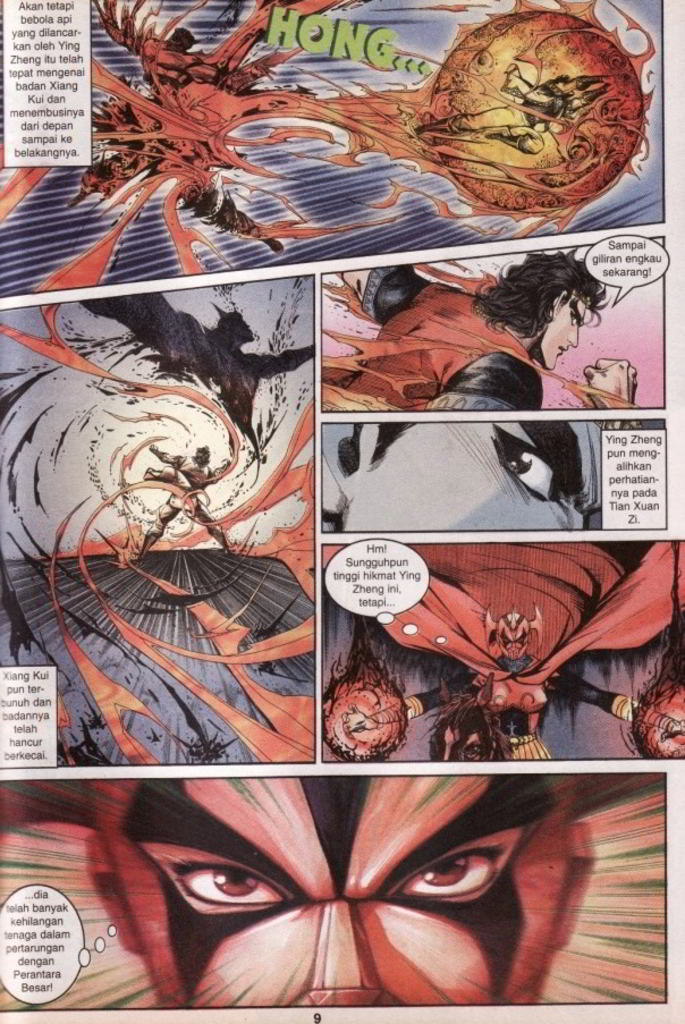 Akan tetapi
bebola api
yang dilancar-
kan oleh Ying
Zheng itu telah
tepat mengenai
badan Xiang
Kui dan
menembusinya
dari depan
sampai ke
belakangnya.
HONG...
Sampai
giliran engkau
sekarang!
Xiang Kui
pun ter-
bunuh dan
badannya
telah
hancur
berkecai.
Ying Zheng
pun meng-
alihkan
perhatian-
nya pada
Tian Xuan
Zi.
Hm!
Sungguhpun
tinggi hikmat Ying
Zheng ini,
tetapi...
...dia
telah banyak
kehilangan
tenaga dalam
pertarungan
dengan
Perantara
Besar!
9